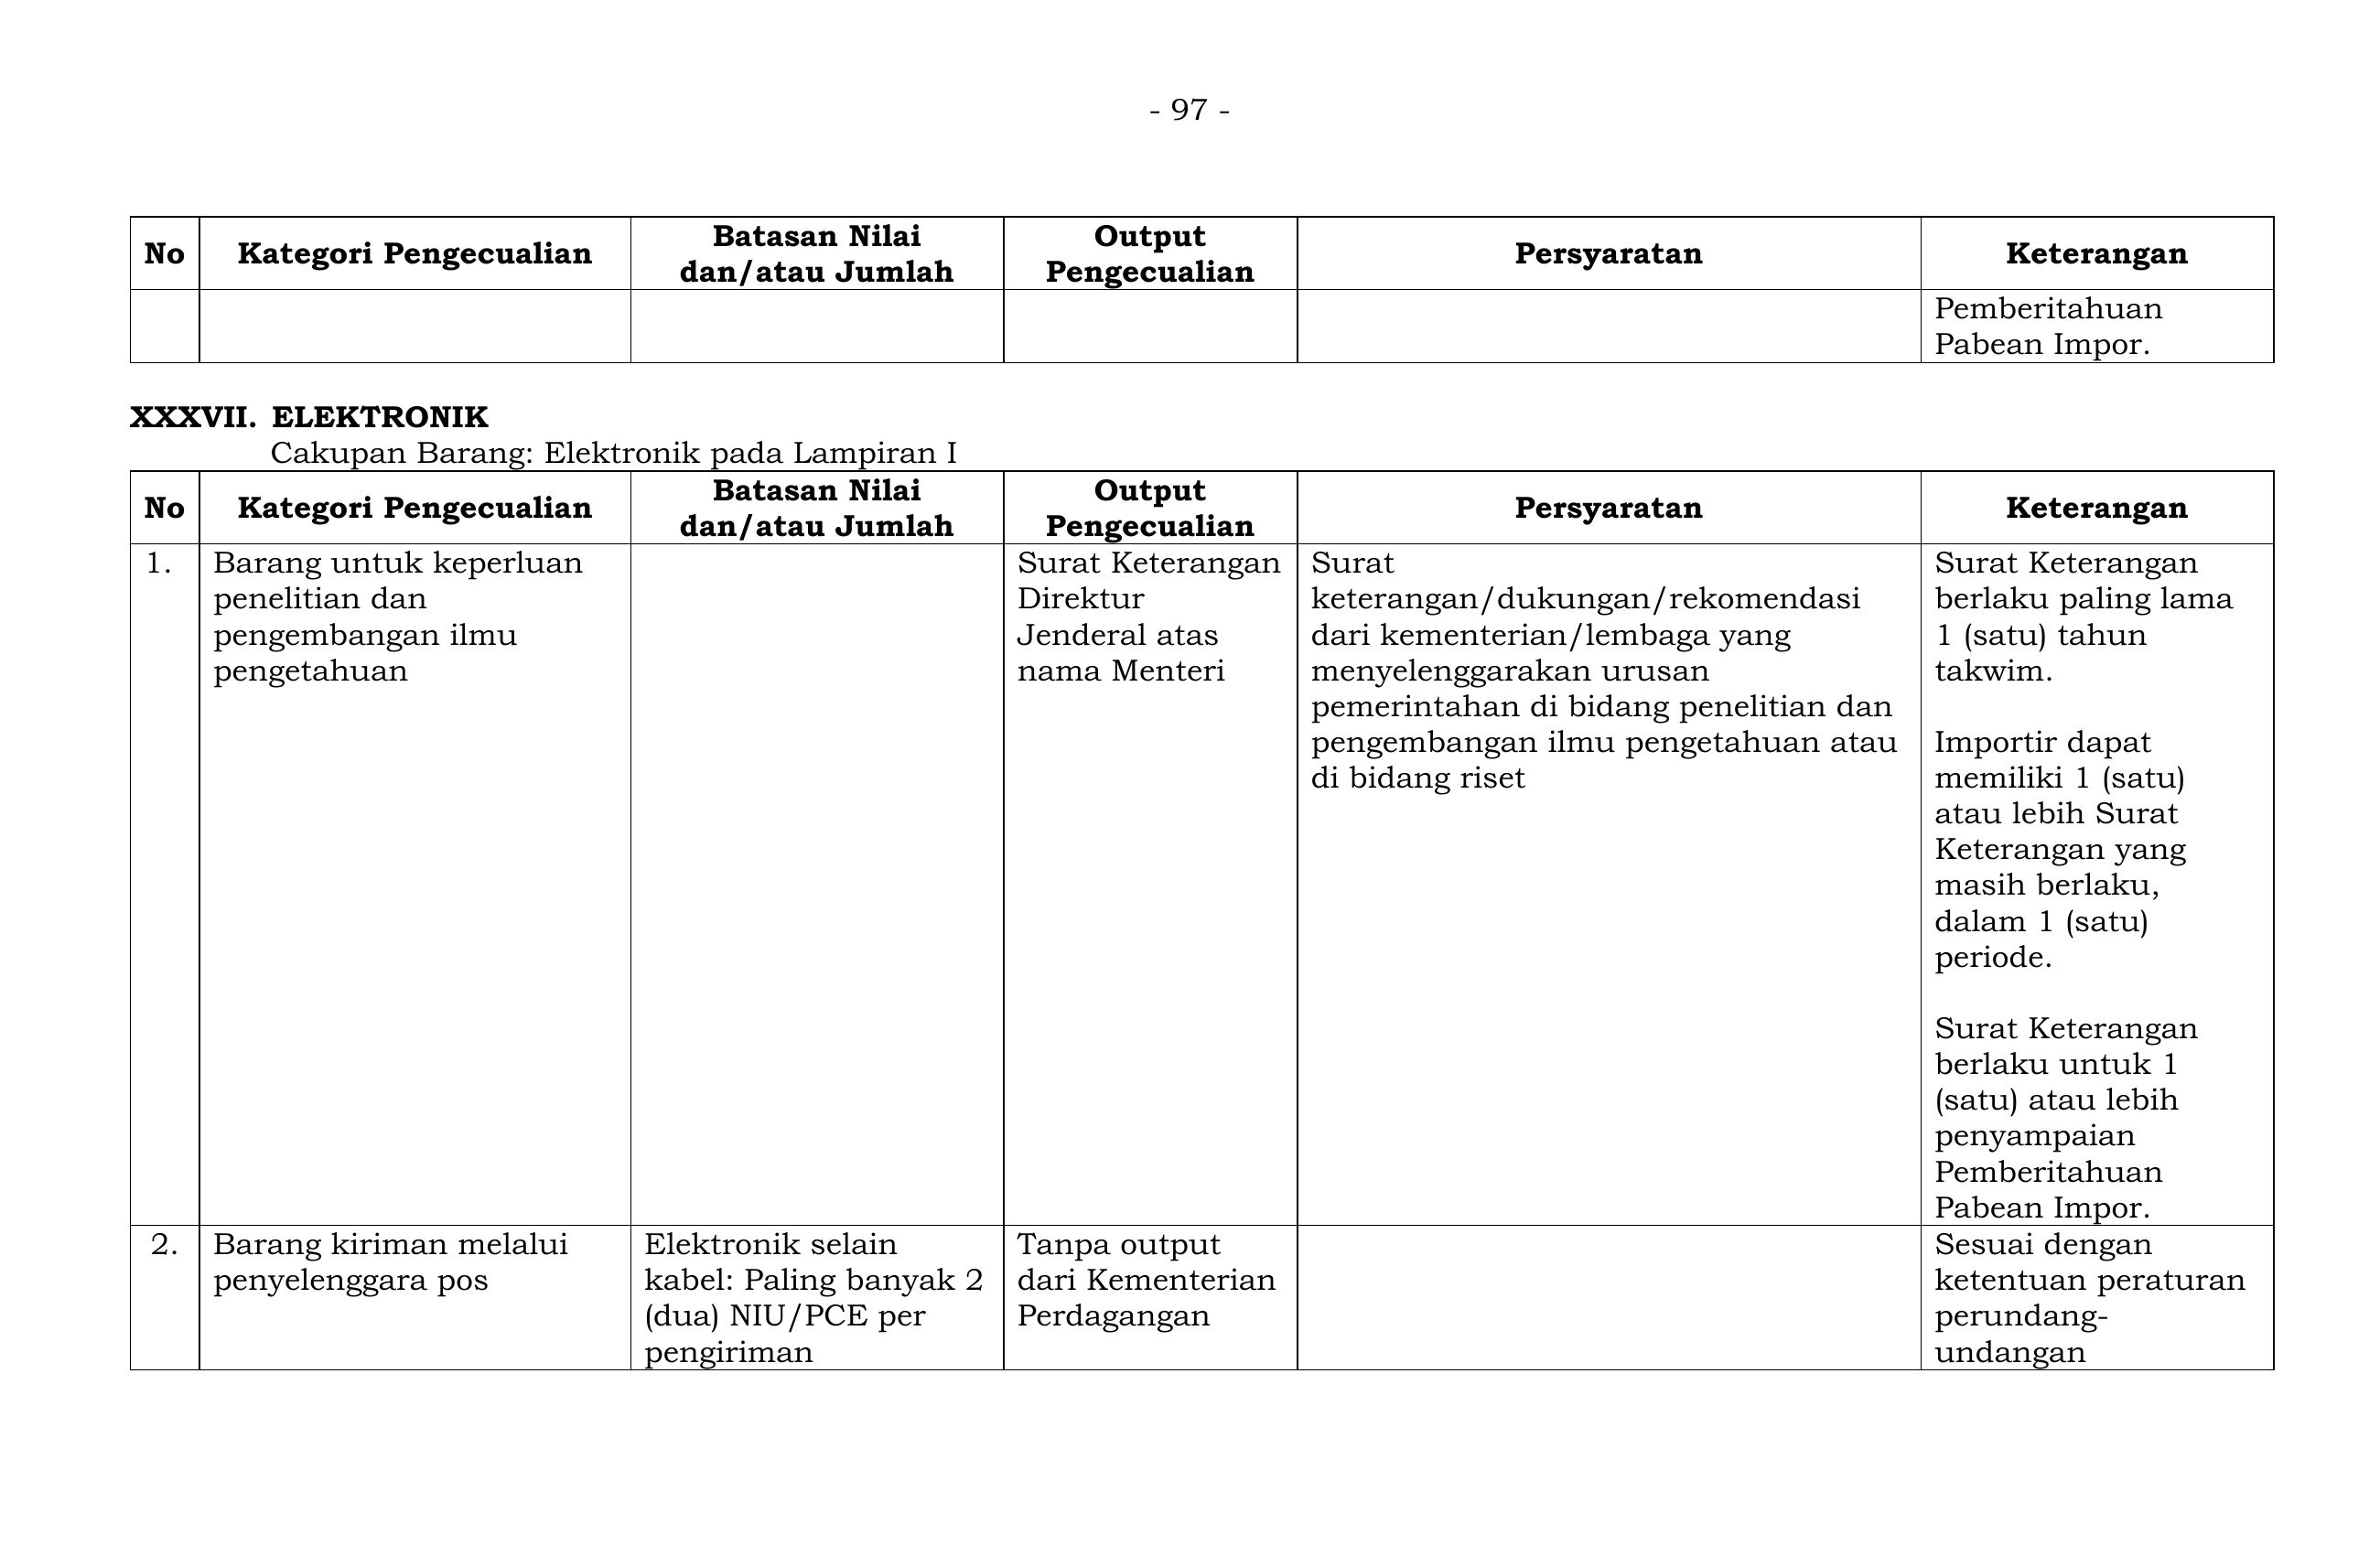 - 97 -
No
Kategori Pengecualian
Batasan Nilai
dan/atau Jumlah
Output
Pengecualian
Persyaratan
Keterangan
Pemberitahuan
Pabean Impor.
XXXVII. ELEKTRONIK
Cakupan Barang: Elektronik pada Lampiran I
No
Kategori Pengecualian
Batasan Nilai
dan/atau Jumlah
Output
Pengecualian
Persyaratan
Keterangan
1.
Barang untuk keperluan
penelitian dan
pengembangan ilmu
pengetahuan
Surat Keterangan
Direktur
Jenderal atas
nama Menteri
Surat
keterangan/dukungan/rekomendasi
dari kementerian/lembaga yang
menyelenggarakan urusan
pemerintahan di bidang penelitian dan
pengembangan ilmu pengetahuan atau
di bidang riset
Surat Keterangan
berlaku paling lama
1 (satu) tahun
takwim.
Importir dapat
memiliki 1 (satu)
atau lebih Surat
Keterangan yang
masih berlaku,
dalam 1 (satu)
periode.
Surat Keterangan
berlaku untuk 1
(satu) atau lebih
penyampaian
Pemberitahuan
Pabean Impor.
2.
Barang kiriman melalui
penyelenggara pos
Elektronik selain
kabel: Paling banyak 2
(dua) NIU/PCE per
pengiriman
Tanpa output
dari Kementerian
Perdagangan
Sesuai dengan
ketentuan peraturan
perundang-
undangan